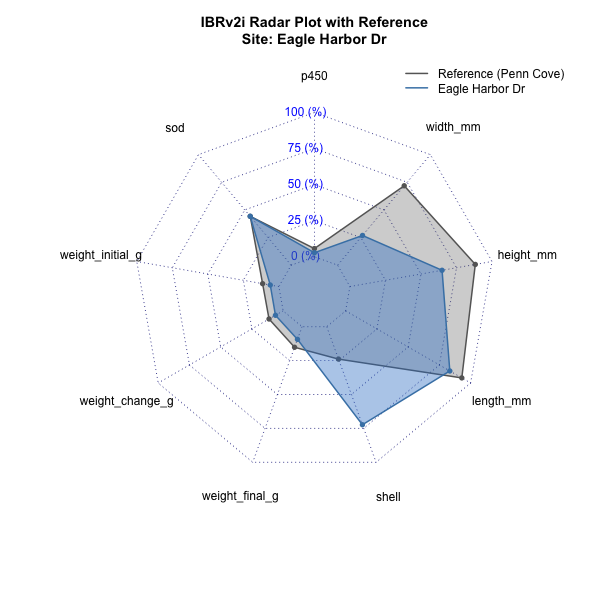 IBRv2i Radar Plot with Reference
Site: Eagle Harbor Dr
Reference (Penn Cove)
Eagle Harbor Dr
p450
width_mm
sod
100 (%)
75 (%)
50 (%)
25 (%)
0 (%)
weight_initial_g
height_mm
weight_change_g
length_mm
weight_final_g
shell